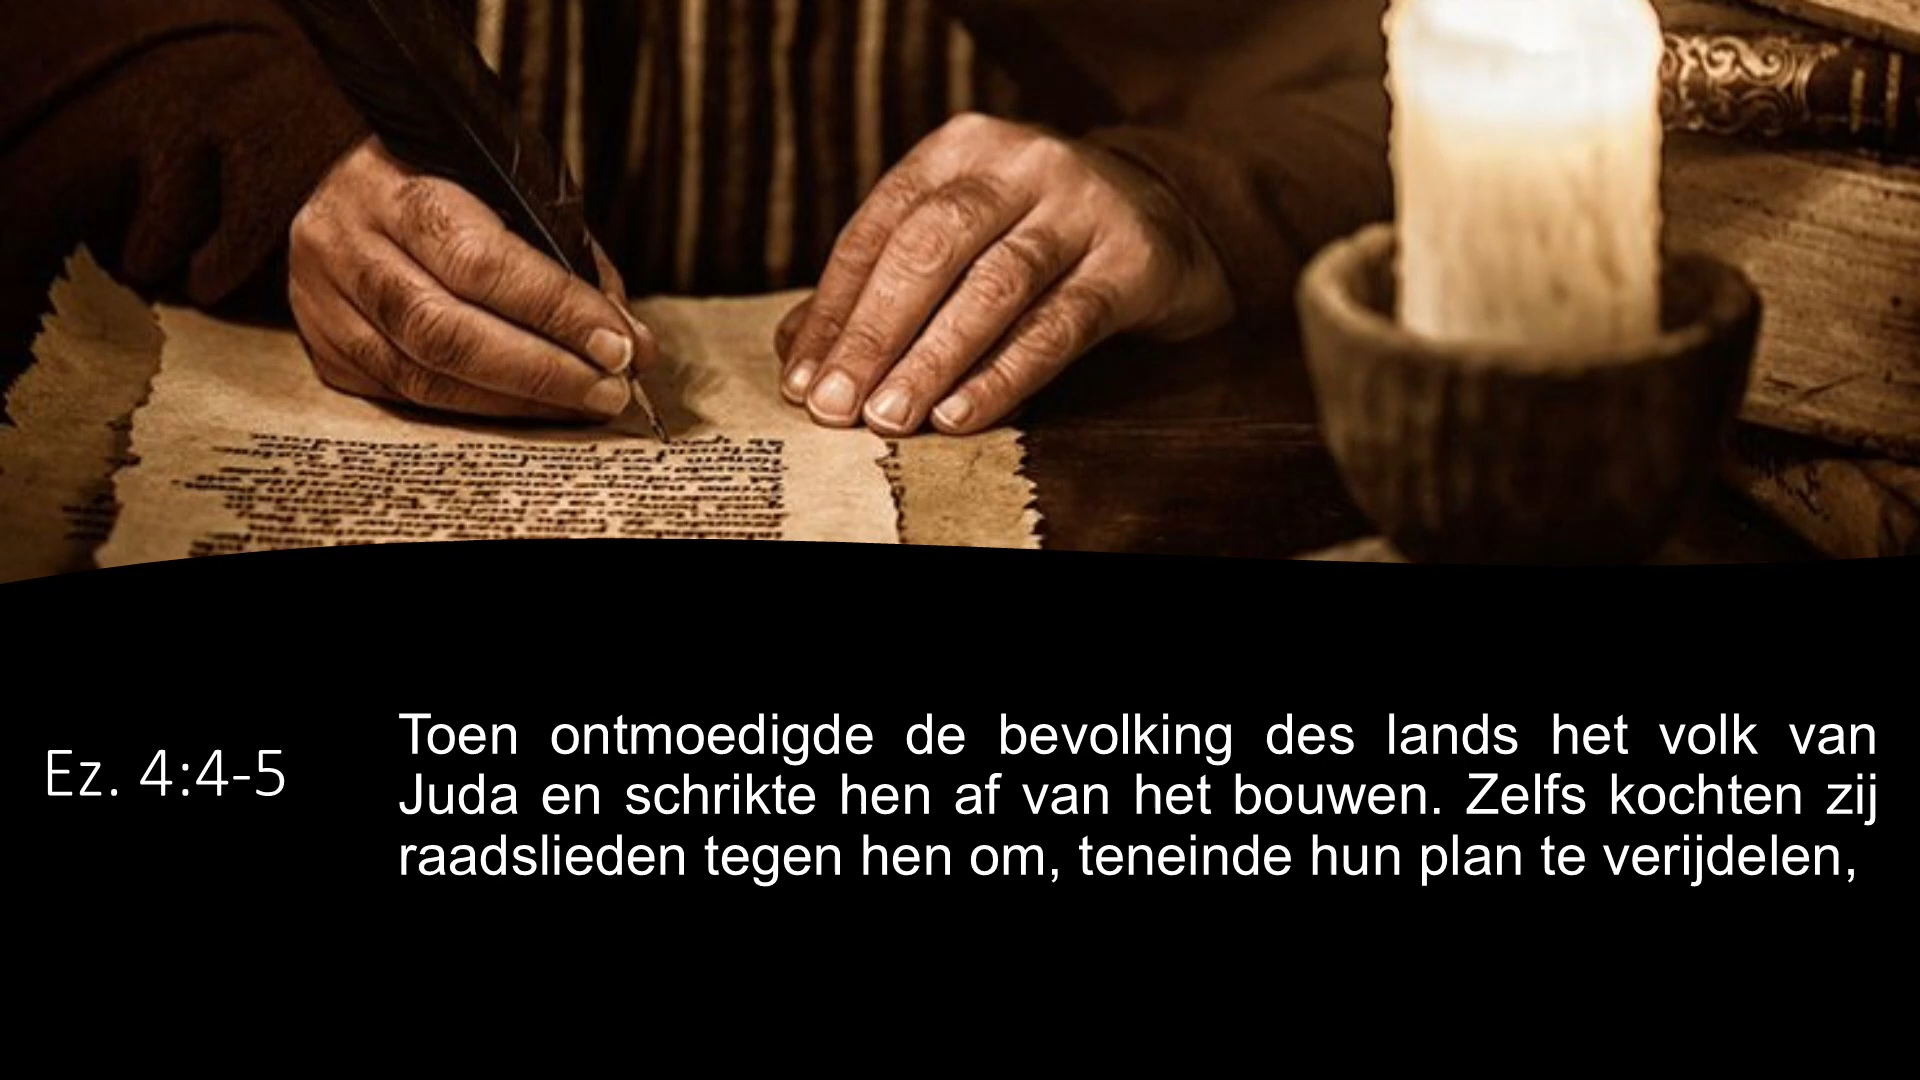 Ez. 4:4-5
Toen ontmoedigde de bevolking des lands het volk van
Juda en schrikte hen af van het bouwen. Zelfs kochten zij
raadslieden tegen hen om, teneinde hun plan te verijdelen,